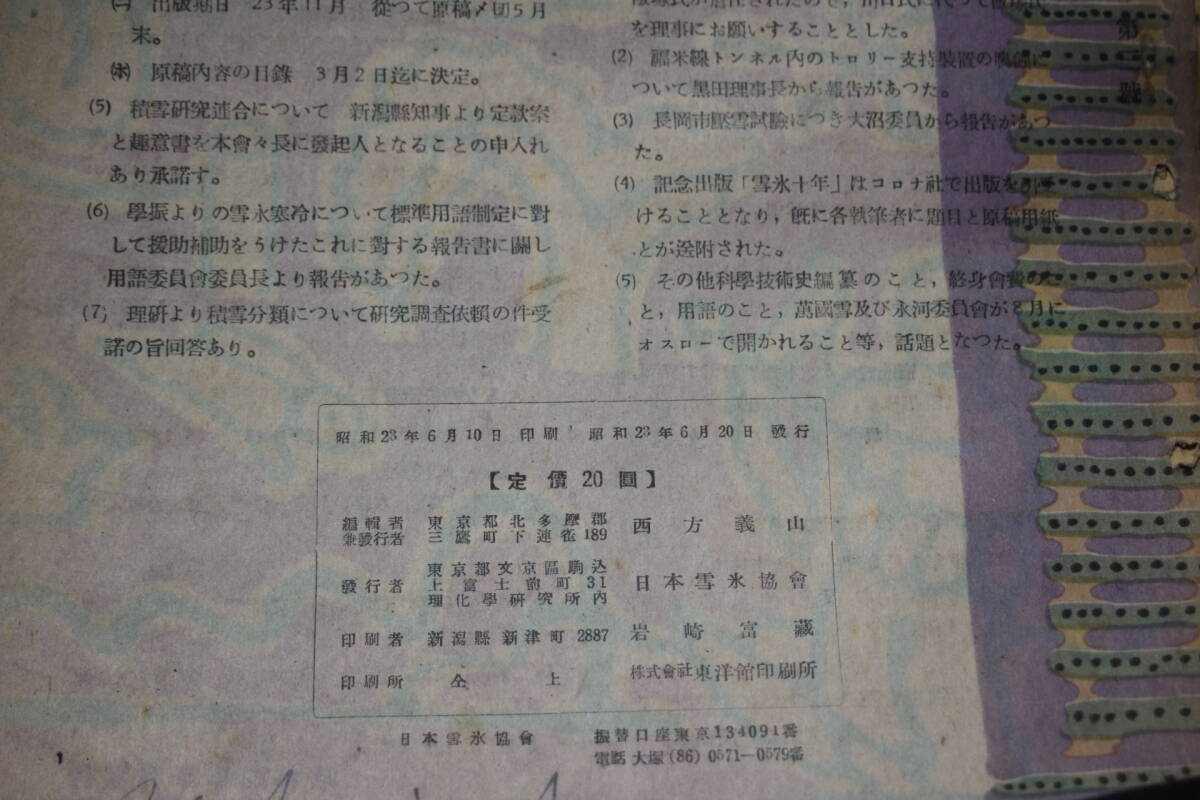 ㈡ 出版期日 23年11月 從つて原稿〆切5月
末。
㈭ 原稿内容の目錄 3月2日迄に決定。
(5) 積雪研究連合について 新潟縣知事より定款案
と趣意書を本會々長に發起人となることの申入れ
あり承諾す。
(6) 學振よりの雪氷寒冷について標準用語制定に對
して援助補助をうけたこれに對する報告書に關し
用語委員會委員長より報告があつた。
(7) 理研より積雪分類について研究調査依賴の件受
諾の旨回答あり。
を理事にお願いすることとした。
(2) 福米線トンネル内のトロリー支持裝置の
ついて黑田理事長から報告があつた。
(3) 長岡市壓雪試驗につき大沼委員から報告があつ
た。
(4) 記念出版「雪氷十年」はコロナ社で出版を引受
けることとなり,既に各執筆者に題目と原稿用紙
とが送附された。
(5) その他科學技術史編纂のこと,終身會費のこ
と,用語のこと,萬國雪及び氷河委員會が8月に
オスローで開かれること等,話題となつた。
第
號
昭和23年6月10日 印刷 昭和23年6月20日 發行
【定價20圓】
編輯者
兼發行者
東京都北多摩郡
三鷹町下連雀189
西方義山
發行者
東京都文京區駒込
上富士前町31
理化學硏究所内
日本雪氷協會
印刷者 新潟縣新津町2887 岩崎富藏
印刷所 仝上 株式會社東洋館印刷所
日本雪氷協會 振替口座東京134091番
電話 大塚(86)0571—0579番
1